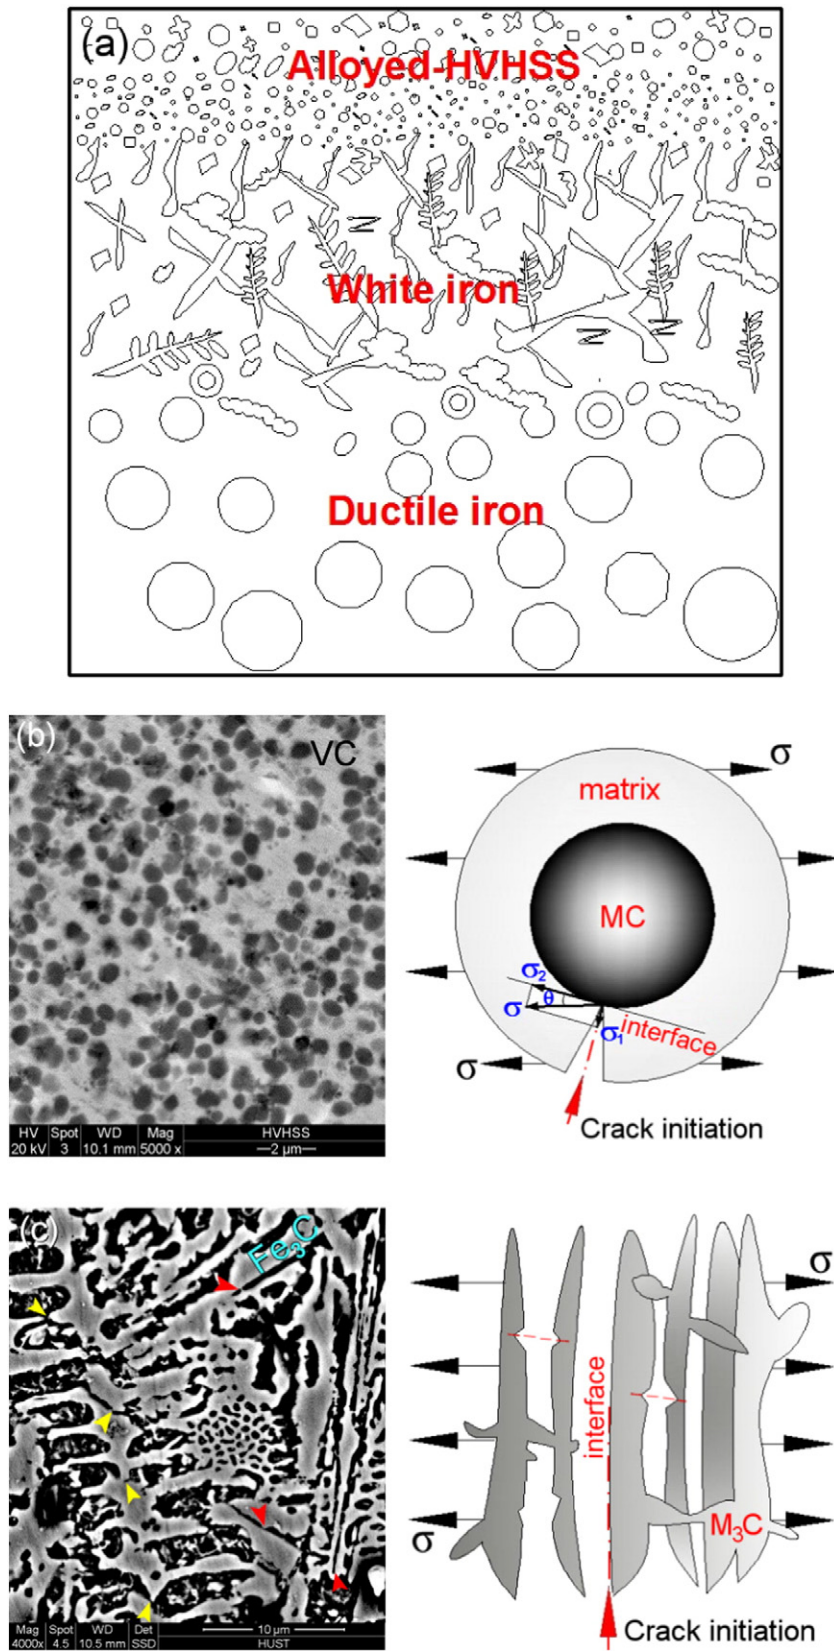 (a)
Alloyed-HVHSS
White iron
Ductile iron
(b)
VC
HV Spot WD Mag HVHSS
20 kV 3 10.1 mm 5000 x —2 µm—
σ
matrix
MC
σ2
θ
σ
σ1
interface
σ
Crack initiation
(c)
Fe3C
Mag Spot WD Det 10 µm
4000x 4.5 10.5 mm SSD HUST
σ
interface
M3C
σ
Crack initiation